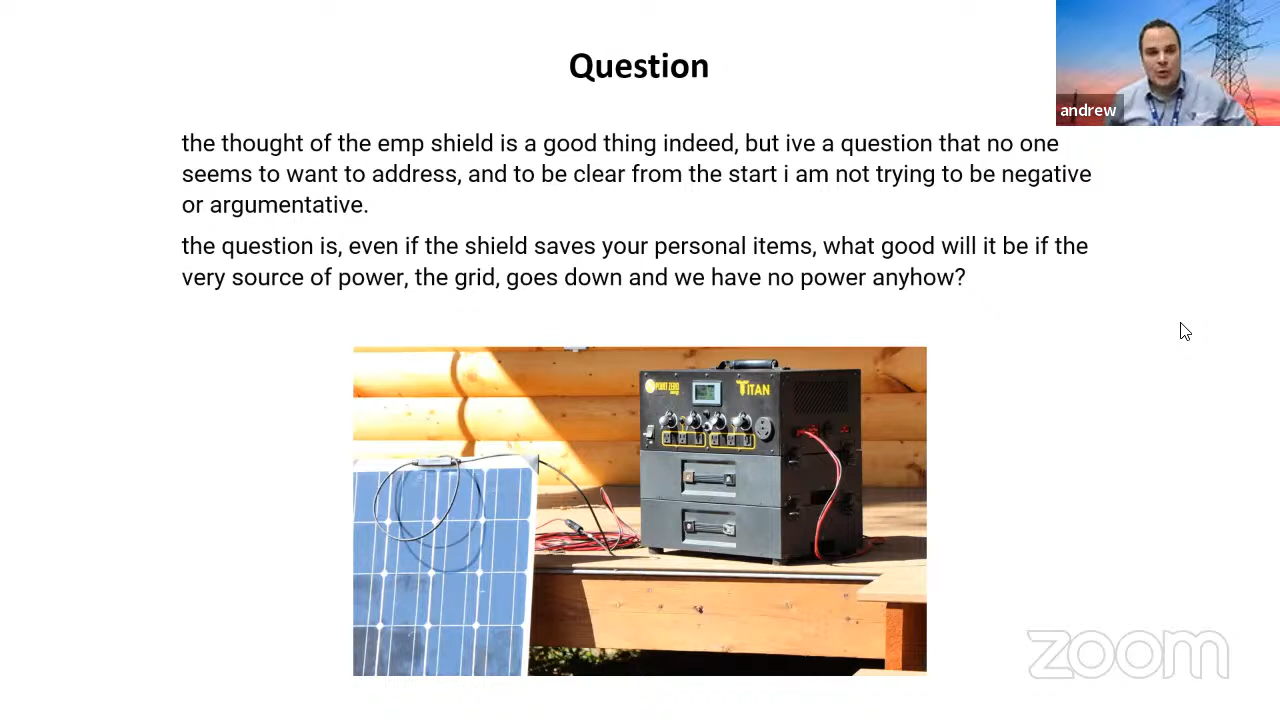 Question
andrew
the thought of the emp shield is a good thing indeed, but ive a question that no one
seems to want to address, and to be clear from the start i am not trying to be negative
or argumentative.
the question is, even if the shield saves your personal items, what good will it be if the
very source of power, the grid, goes down and we have no power anyhow?
POINT ZERO
TITAN
zoom